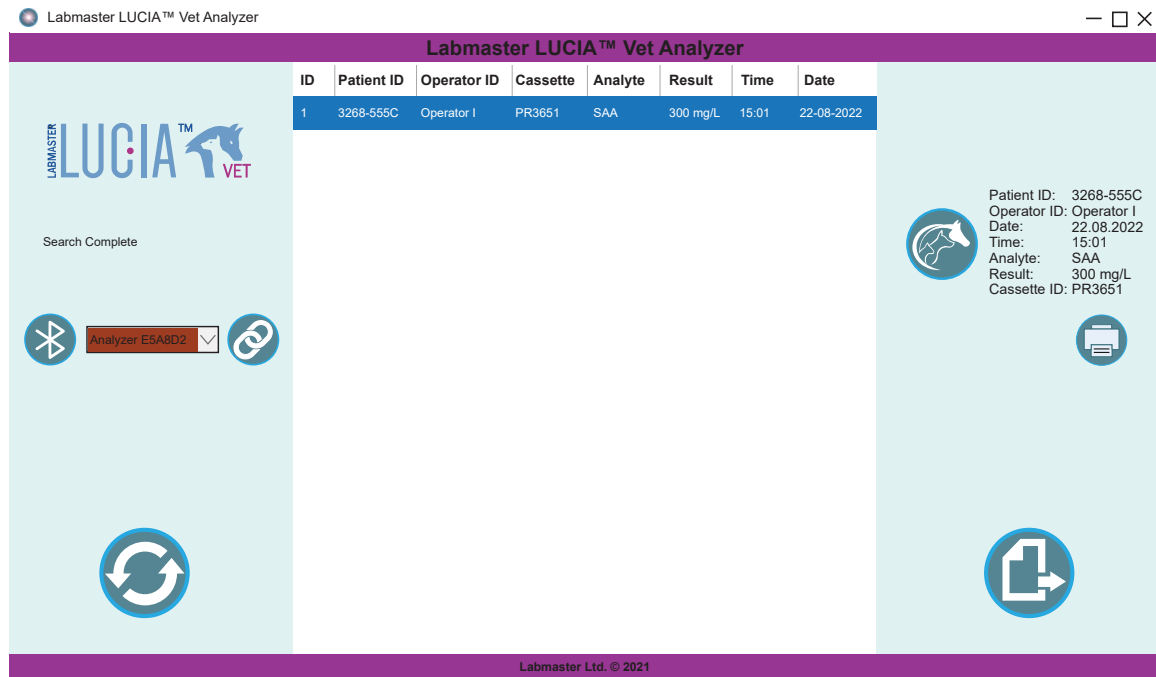 Labmaster LUCIA™ Vet Analyzer
Labmaster LUCIA™ Vet Analyzer
ID Patient ID Operator ID Cassette Analyte Result Time Date
1 3268-555C Operator I PR3651 SAA 300 mg/L 15:01 22-08-2022
LABMASTER LUCIA™ VET
Search Complete
Analyzer E5A8D2
Patient ID: 3268-555C
Operator ID: Operator I
Date: 22.08.2022
Time: 15:01
Analyte: SAA
Result: 300 mg/L
Cassette ID: PR3651
Labmaster Ltd. © 2021